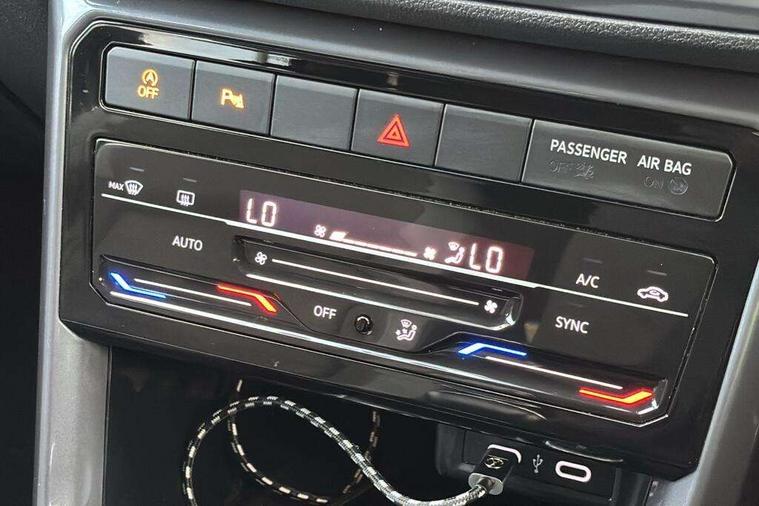 OFF
P
PASSENGER AIR BAG
OFF
ON
MAX
LO
LO
AUTO
A/C
OFF
SYNC